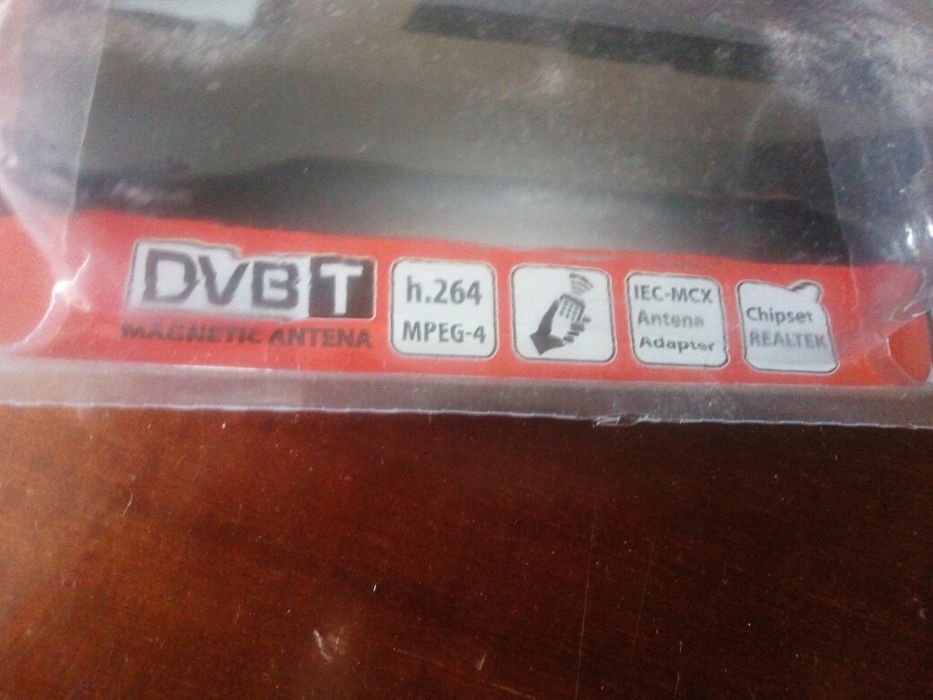 DVB T
MAGNETIC ANTENA
h.264
MPEG-4
IEC-MCX
Antena
Adapter
Chipset
REALTEK